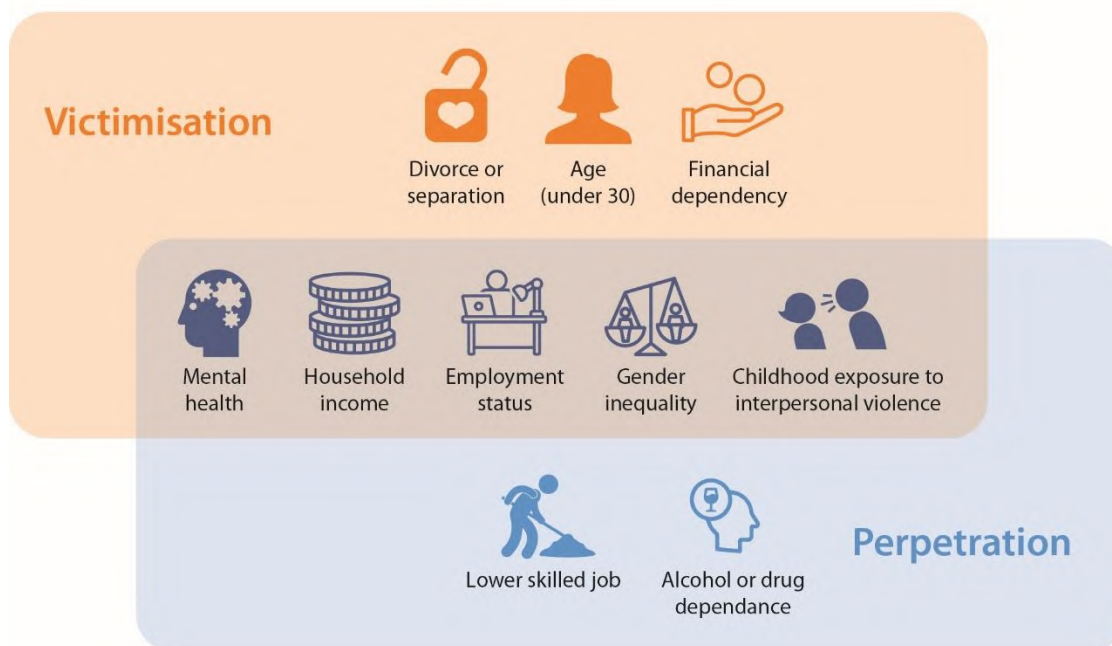 Victimisation
Divorce or
separation
Age
(under 30)
Financial
dependency
Mental
health
Household
income
Employment
status
Gender
inequality
Childhood exposure to
interpersonal violence
Lower skilled job
Alcohol or drug
dependance
Perpetration